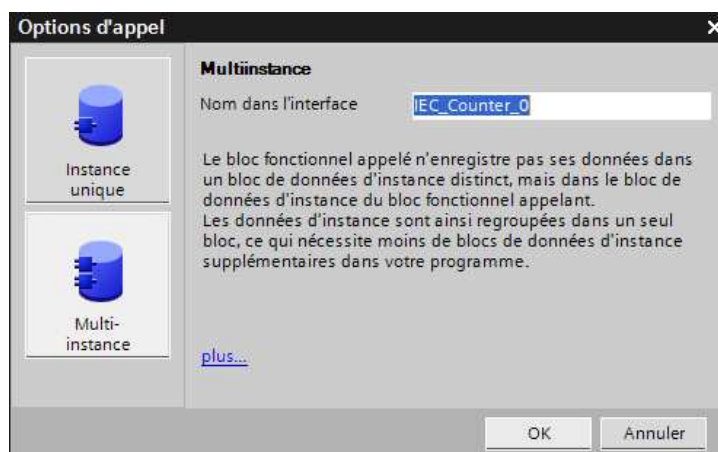 Options d'appel
Instance
unique
Multi-
instance
Multiinstance
Nom dans l'interface IEC_Counter_0
Le bloc fonctionnel appelé n'enregistre pas ses données dans
un bloc de données d'instance distinct, mais dans le bloc de
données d'instance du bloc fonctionnel appelant.
Les données d'instance sont ainsi regroupées dans un seul
bloc, ce qui nécessite moins de blocs de données d'instance
supplémentaires dans votre programme.
plus...
OK Annuler